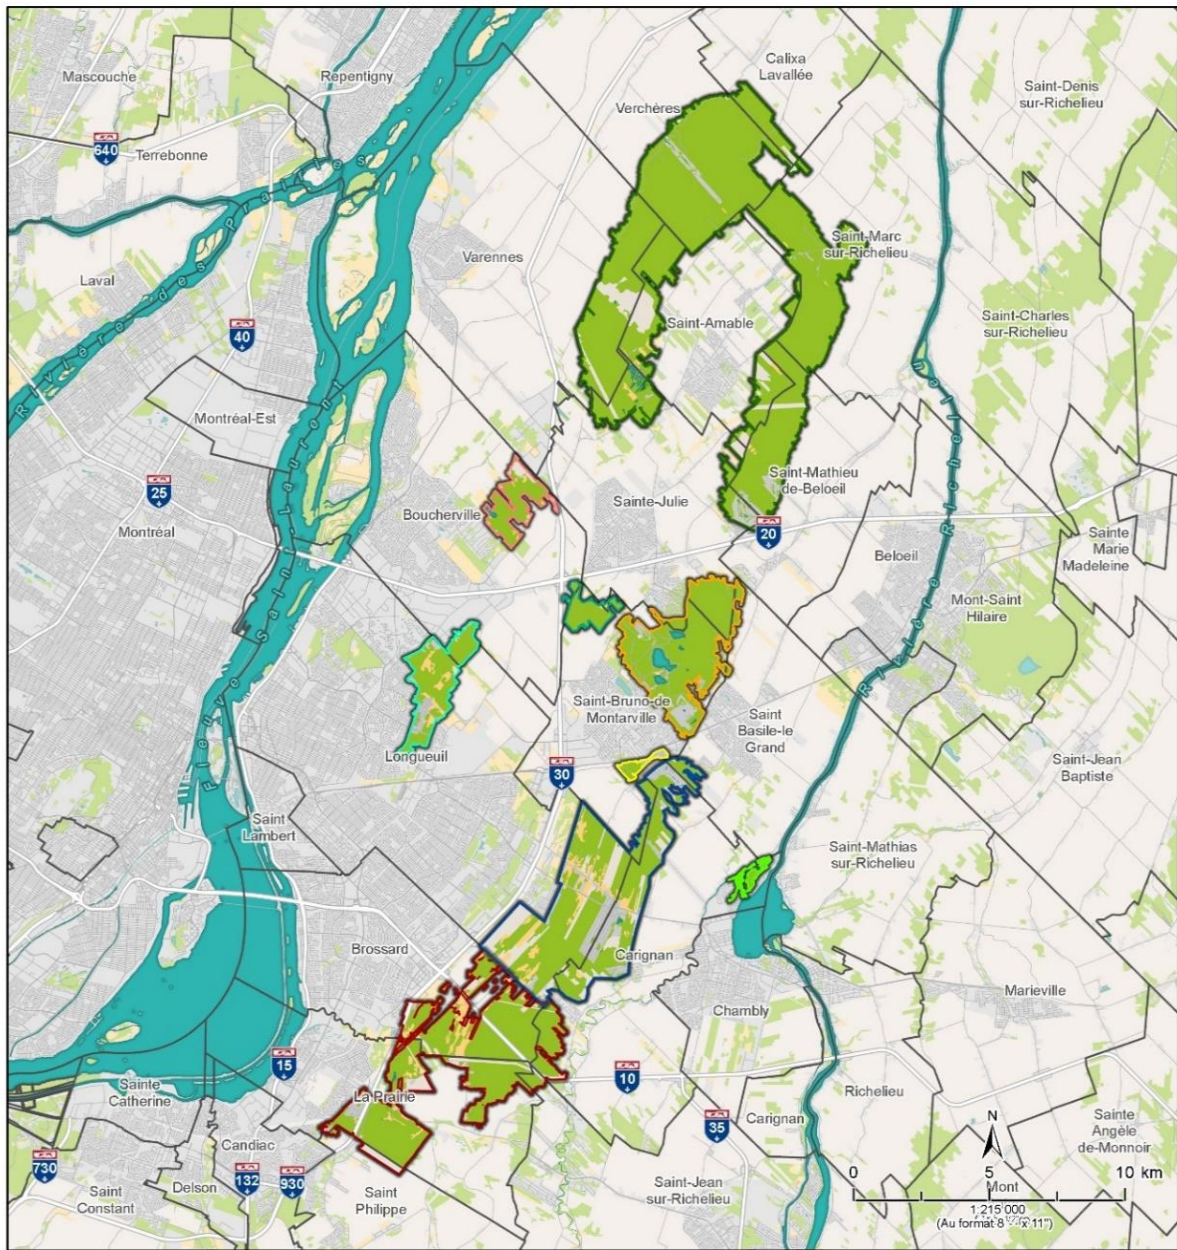 Calixa
Lavallée
Mascouche
Repentigny
Saint-Denis
sur-Richelieu
Verchères
640
Terrebonne
Rivière des Prairies
Saint-Marc
sur-Richelieu
Varennes
Laval
Saint-Charles
sur-Richelieu
Saint-Amable
40
Montréal-Est
Fleuve Saint-Laurent
Rivière Richelieu
Saint-Mathieu
de-Beloeil
25
Sainte-Julie
Boucherville
Montréal
20
Sainte
Marie
Madeleine
Beloeil
Mont-Saint
Hilaire
Saint-Bruno-de
Montarville
Saint
Basile-le
Grand
Longueuil
Saint-Jean
Baptiste
30
Saint
Lambert
Saint-Mathias
sur-Richelieu
Brossard
Carignan
Marieville
Chambly
15
10
Sainte
Catherine
La Prairie
Richelieu
Carignan
35
Sainte
Angèle
de-Monnoir
Candiac
N
730
132
930
Delson
Saint
Constant
Saint
Philippe
Saint-Jean
sur-Richelieu
0 5 10 km
Mont
1:215 000
(Au format 8 x 11")